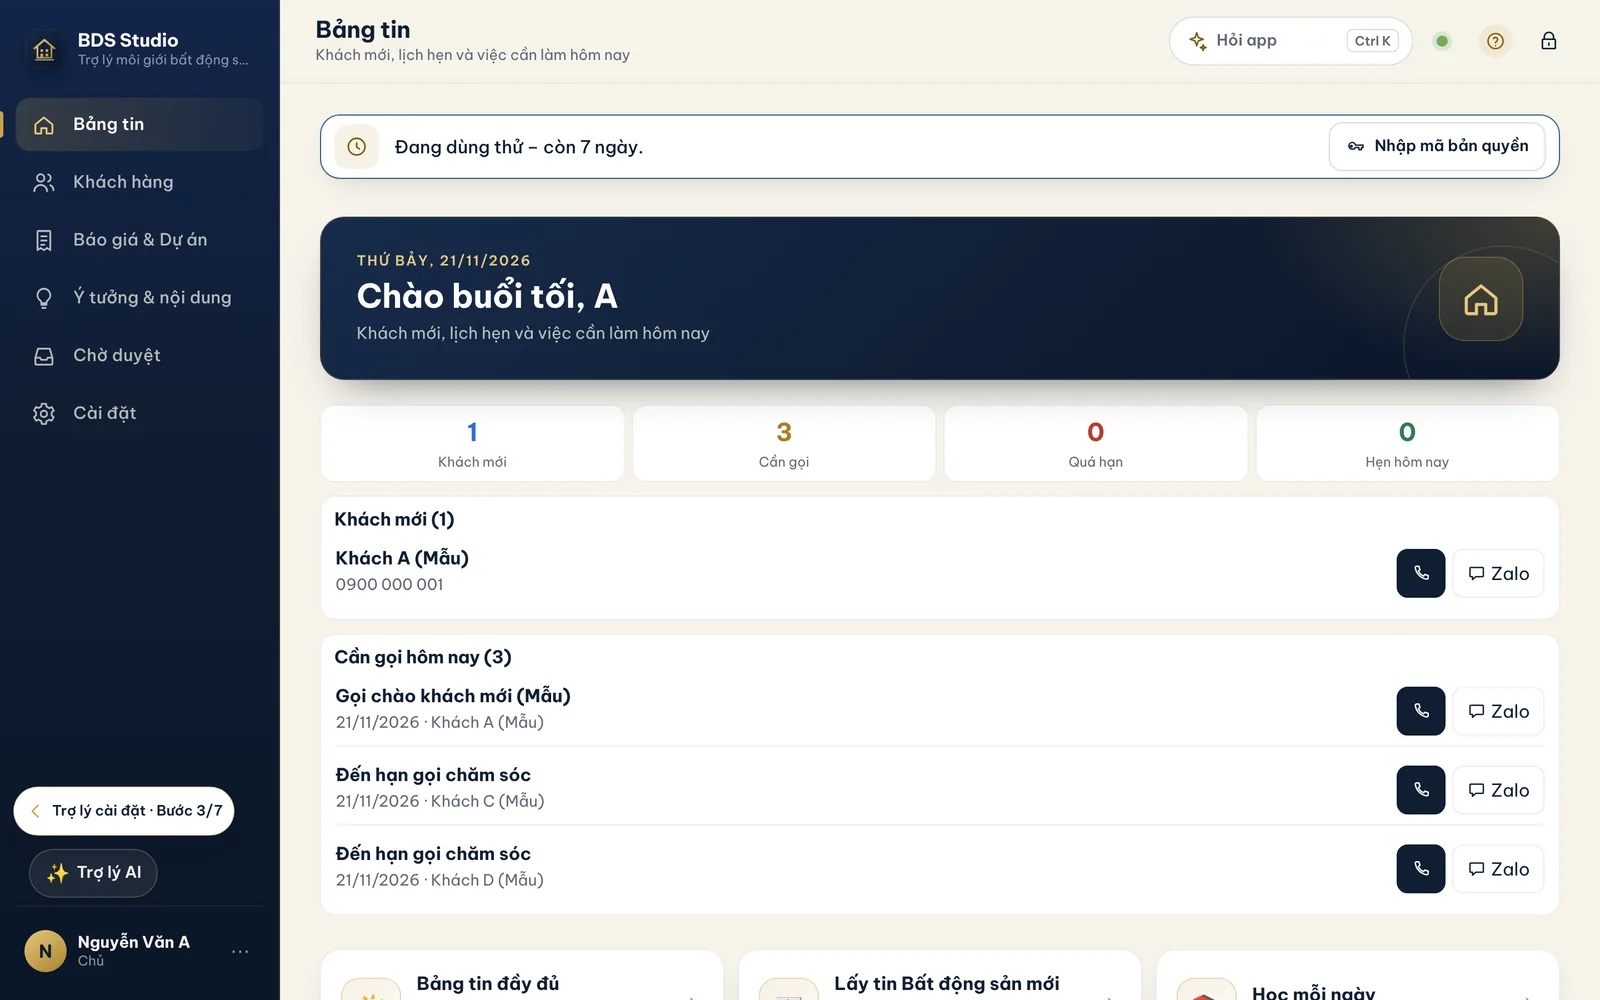 BDS Studio
Trợ lý môi giới bất động s...
Bảng tin
Khách hàng
Báo giá & Dự án
Ý tưởng & nội dung
Chờ duyệt
Cài đặt
Trợ lý cài đặt · Bước 3/7
Trợ lý AI
N
Nguyễn Văn A
Chủ
Bảng tin
Khách mới, lịch hẹn và việc cần làm hôm nay
Hỏi app
Ctrl K
Đang dùng thử – còn 7 ngày.
Nhập mã bản quyền
THỨ BẢY, 21/11/2026
Chào buổi tối, A
Khách mới, lịch hẹn và việc cần làm hôm nay
1
Khách mới
3
Cần gọi
0
Quá hạn
0
Hẹn hôm nay
Khách mới (1)
Khách A (Mẫu)
0900 000 001
Zalo
Cần gọi hôm nay (3)
Gọi chào khách mới (Mẫu)
21/11/2026 · Khách A (Mẫu)
Zalo
Đến hạn gọi chăm sóc
21/11/2026 · Khách C (Mẫu)
Zalo
Đến hạn gọi chăm sóc
21/11/2026 · Khách D (Mẫu)
Zalo
Bảng tin đầy đủ
Lấy tin Bất động sản mới
Học mỗi ngày